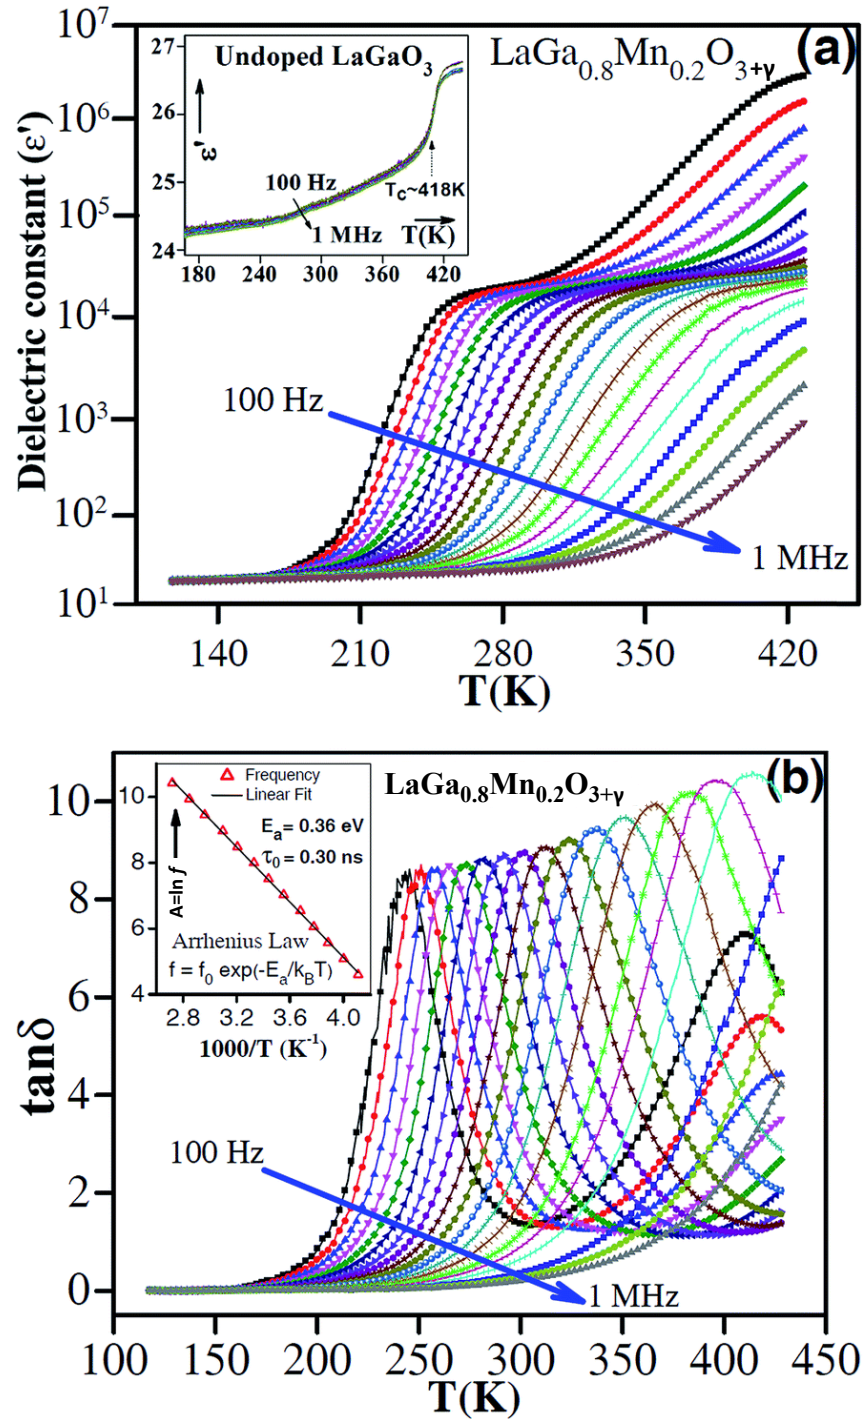 (a)
LaGa0.8Mn0.2O3+γ
Undoped LaGaO3
27
26
25
24
ε'
100 Hz
1 MHz
TC~418K
T(K)
180 240 300 360 420
10^7
10^6
10^5
10^4
10^3
10^2
10^1
Dielectric constant (ε')
100 Hz
1 MHz
140 210 280 350 420
T(K)
(b)
LaGa0.8Mn0.2O3+γ
Frequency
Linear Fit
Ea= 0.36 eV
τ0 = 0.30 ns
A=ln f
Arrhenius Law
f = f0 exp(-Ea/kBT)
10
8
6
4
2.8 3.2 3.6 4.0
1000/T (K-1)
10
8
6
4
2
0
tanδ
100 Hz
1 MHz
100 150 200 250 300 350 400 450
T(K)